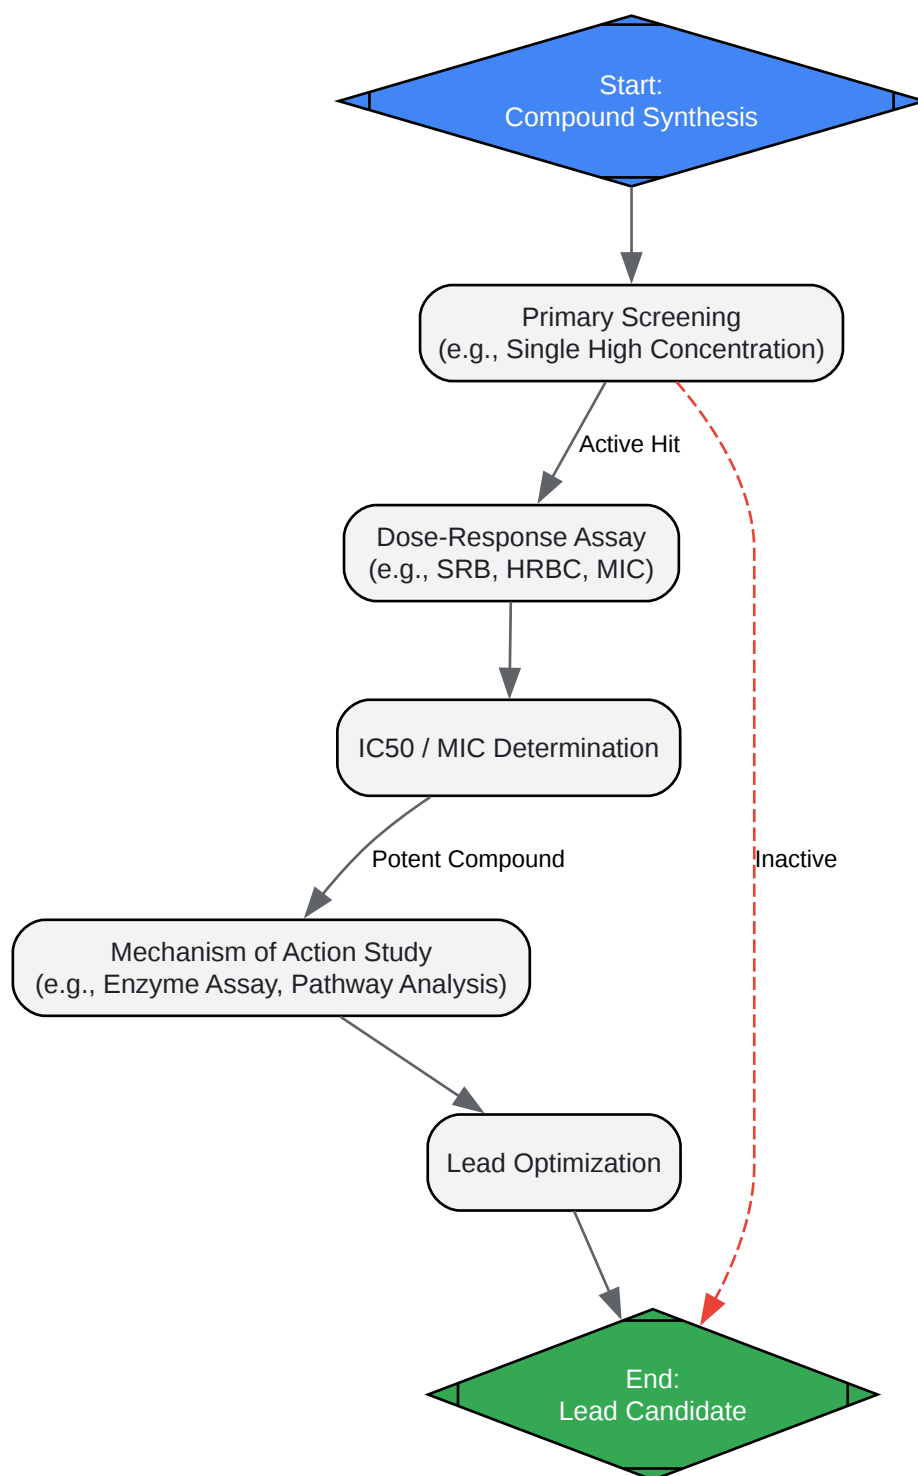 Start:
Compound Synthesis
Primary Screening
(e.g., Single High Concentration)
Active Hit
Dose-Response Assay
(e.g., SRB, HRBC, MIC)
IC50 / MIC Determination
Potent Compound
Inactive
Mechanism of Action Study
(e.g., Enzyme Assay, Pathway Analysis)
Lead Optimization
End:
Lead Candidate